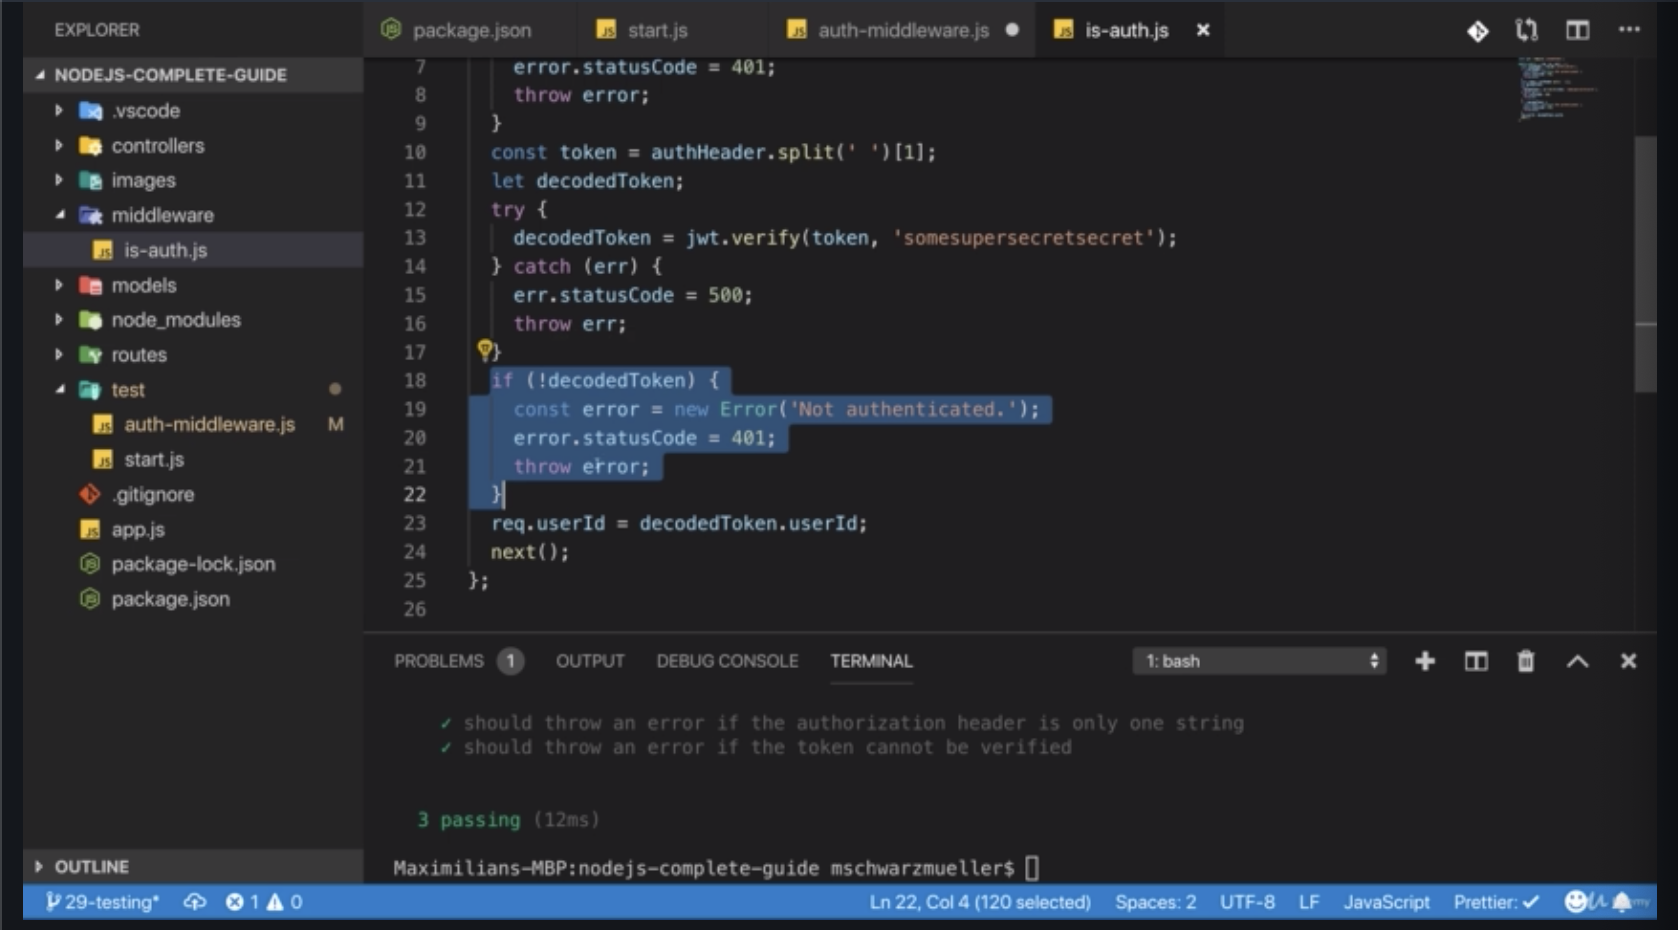 EXPLORER
package.json
start.js
auth-middleware.js
is-auth.js
NODEJS-COMPLETE-GUIDE
.vscode
controllers
images
middleware
is-auth.js
models
node_modules
routes
test
auth-middleware.js M
start.js
.gitignore
app.js
package-lock.json
package.json
OUTLINE
7 error.statusCode = 401;
8 throw error;
9 }
10 const token = authHeader.split(' ')[1];
11 let decodedToken;
12 try {
13 decodedToken = jwt.verify(token, 'somesupersecretsecret');
14 } catch (err) {
15 err.statusCode = 500;
16 throw err;
17 }
18 if (!decodedToken) {
19 const error = new Error('Not authenticated.');
20 error.statusCode = 401;
21 throw error;
22 }
23 req.userId = decodedToken.userId;
24 next();
25 };
26
PROBLEMS 1 OUTPUT DEBUG CONSOLE TERMINAL 1: bash
✓ should throw an error if the authorization header is only one string
✓ should throw an error if the token cannot be verified
3 passing (12ms)
Maximilians-MBP:nodejs-complete-guide mschwarzmueller$
29-testing* 1 0 Ln 22, Col 4 (120 selected) Spaces: 2 UTF-8 LF JavaScript Prettier: ✓